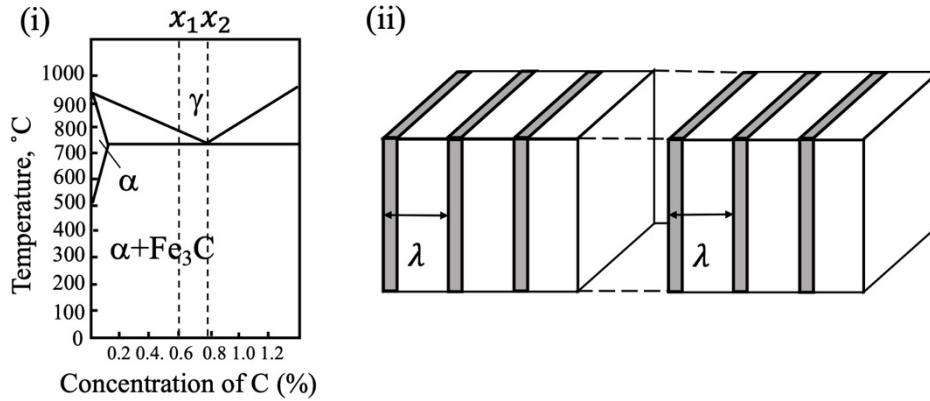 (i)
x₁ x₂
1000
900
800
700
600
500
400
300
200
100
0
Temperature, °C
γ
α
α+Fe₃C
0.2 0.4. 0.6 0.8 1.0 1.2
Concentration of C (%)
(ii)
λ
λ